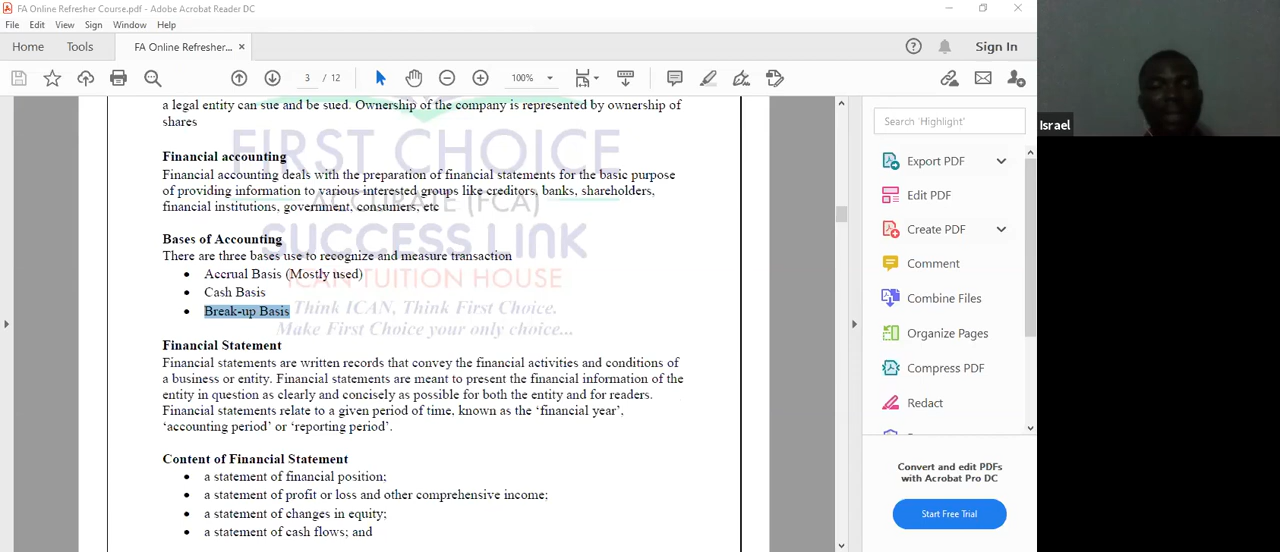 FA Online Refresher Course.pdf - Adobe Acrobat Reader DC
File Edit View Sign Window Help
Home Tools FA Online Refresher... × Sign In
3 / 12 100%
a legal entity can sue and be sued. Ownership of the company is represented by ownership of
shares
FIRST CHOICE
Financial accounting
Financial accounting deals with the preparation of financial statements for the basic purpose
of providing information to various interested groups like creditors, banks, shareholders,
financial institutions, government, consumers, etc
ACCURATE (FCA)
SUCCESS LINK
Bases of Accounting
There are three bases use to recognize and measure transaction
• Accrual Basis (Mostly used)
ICAN TUITION HOUSE
• Cash Basis
• Break-up Basis
Think ICAN, Think First Choice.
Make First Choice your only choice...
Financial Statement
Financial statements are written records that convey the financial activities and conditions of
a business or entity. Financial statements are meant to present the financial information of the
entity in question as clearly and concisely as possible for both the entity and for readers.
Financial statements relate to a given period of time, known as the ‘financial year’,
‘accounting period’ or ‘reporting period’.
Content of Financial Statement
• a statement of financial position;
• a statement of profit or loss and other comprehensive income;
• a statement of changes in equity;
• a statement of cash flows; and
Search 'Highlight'
Export PDF
Edit PDF
Create PDF
Comment
Combine Files
Organize Pages
Compress PDF
Redact
Convert and edit PDFs
with Acrobat Pro DC
Start Free Trial
Israel